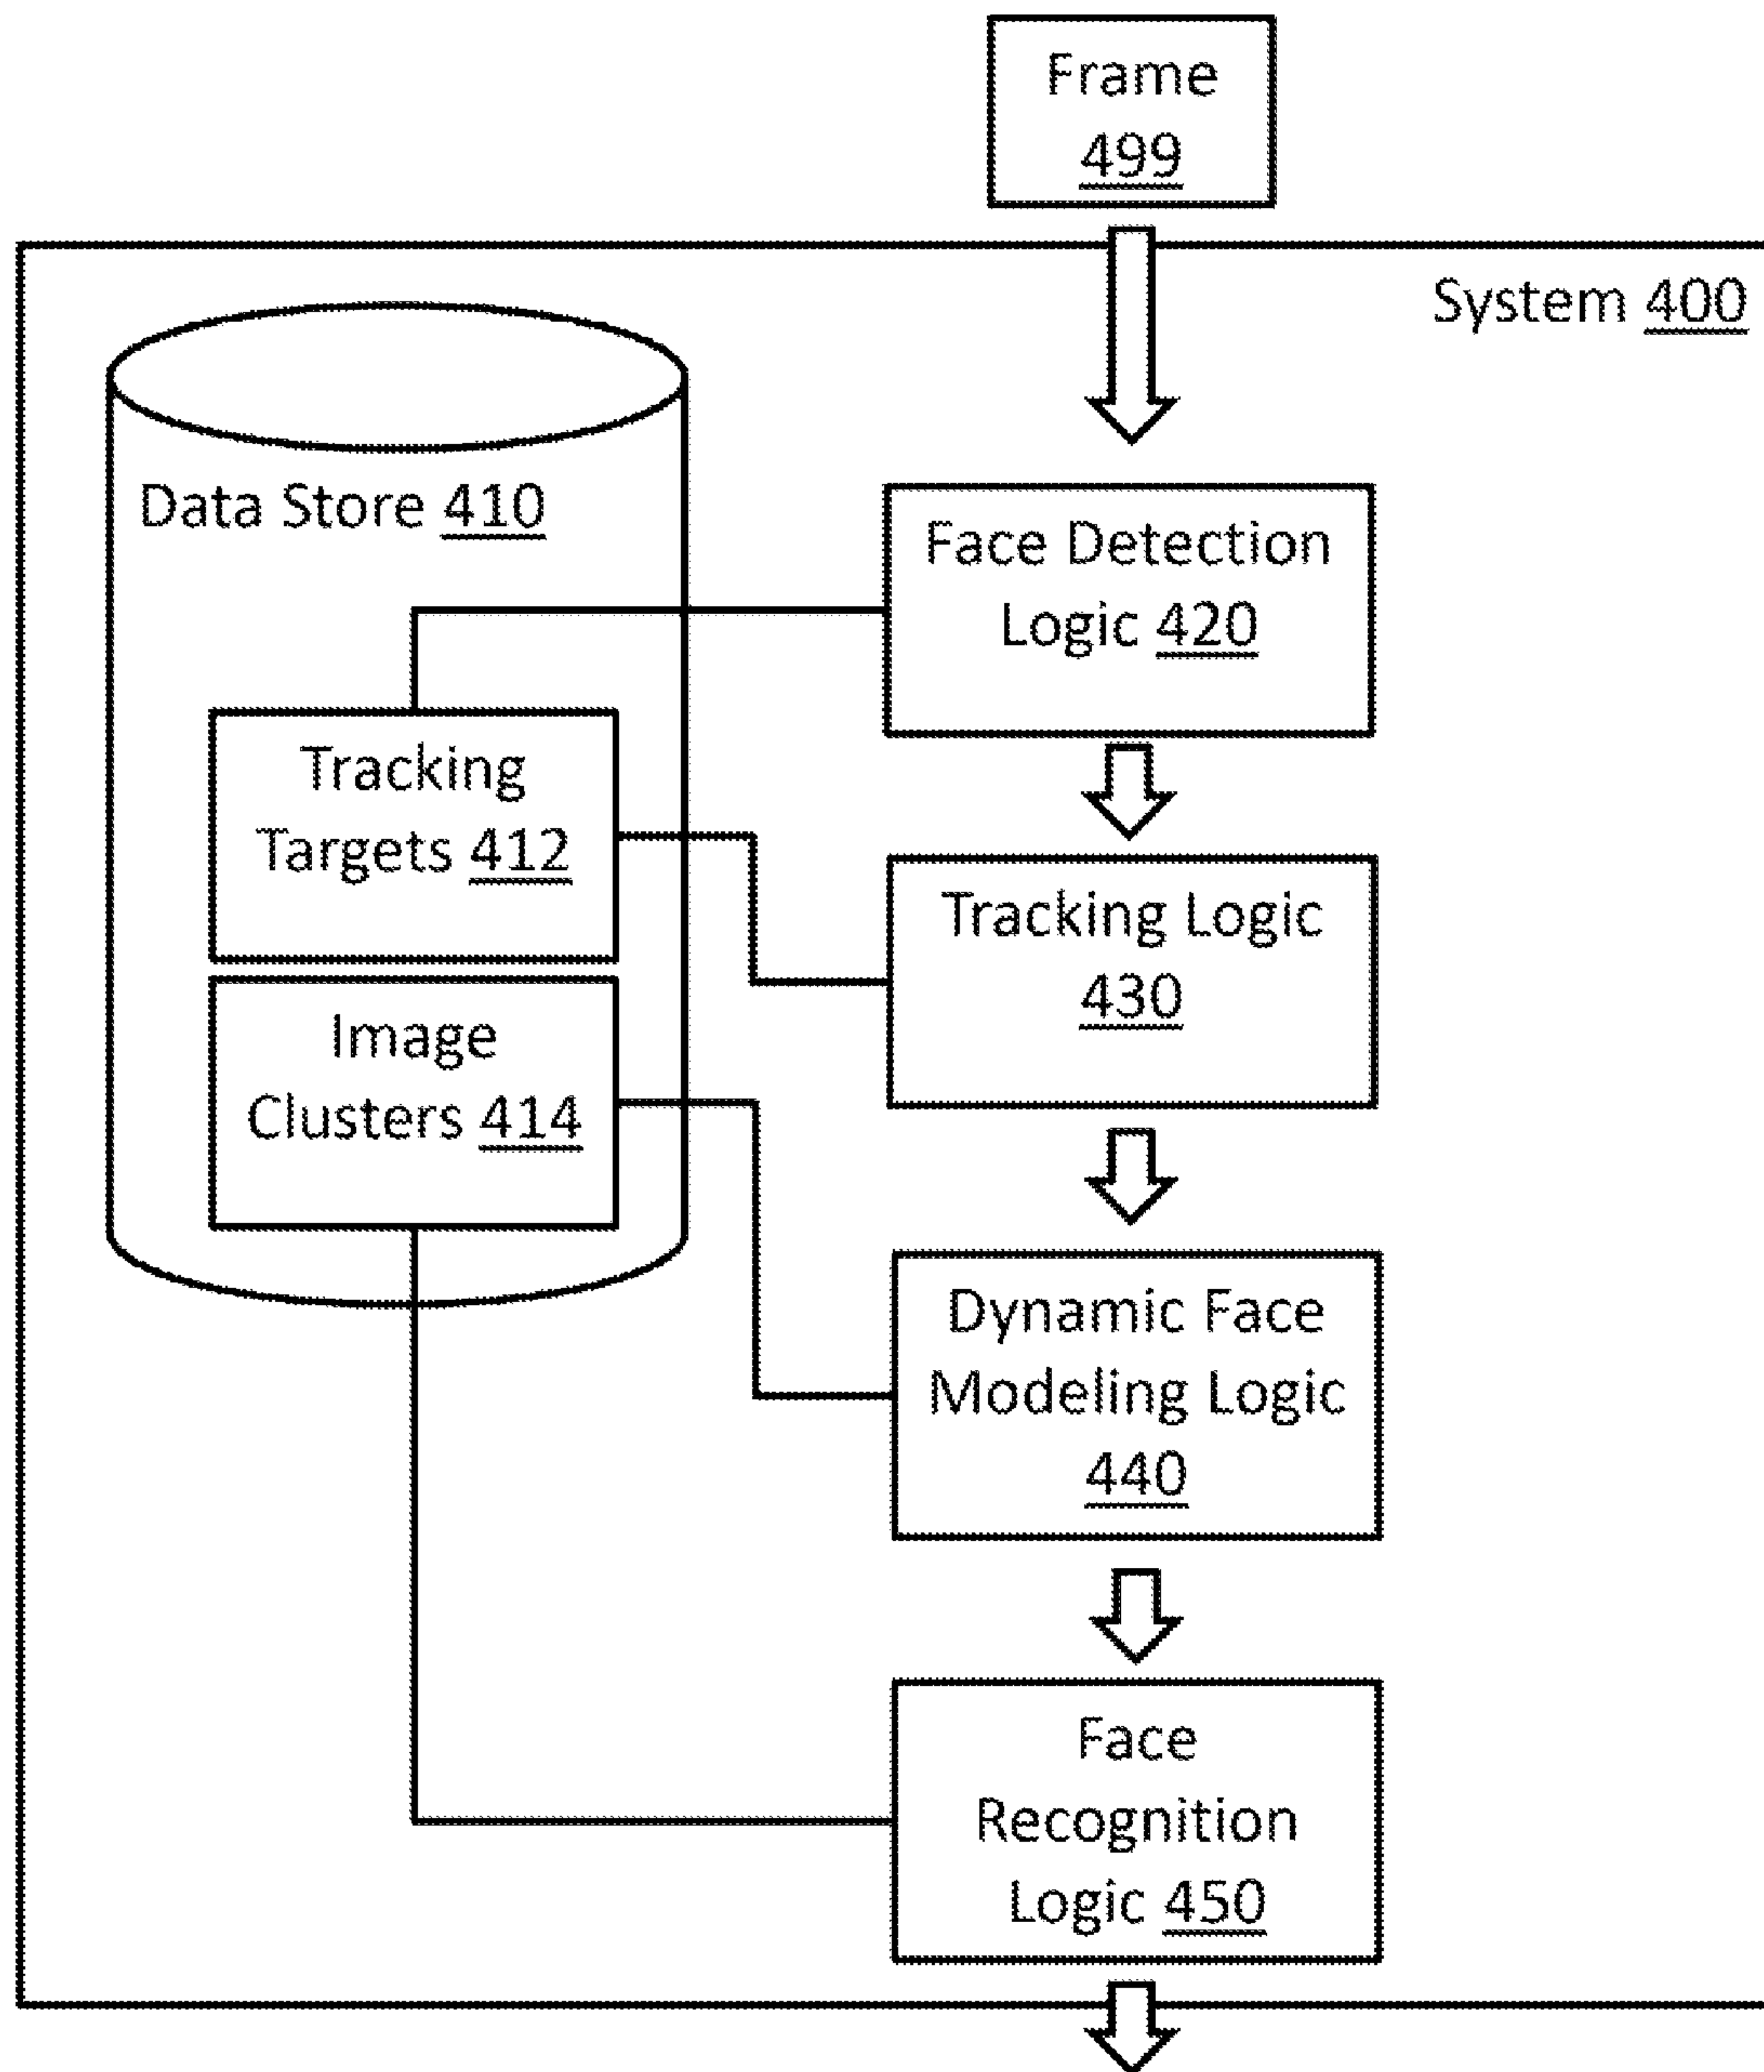 Frame
499
System 400
Data Store 410
Face Detection
Logic 420
Tracking
Targets 412
Tracking Logic
430
Image
Clusters 414
Dynamic Face
Modeling Logic
440
Face
Recognition
Logic 450